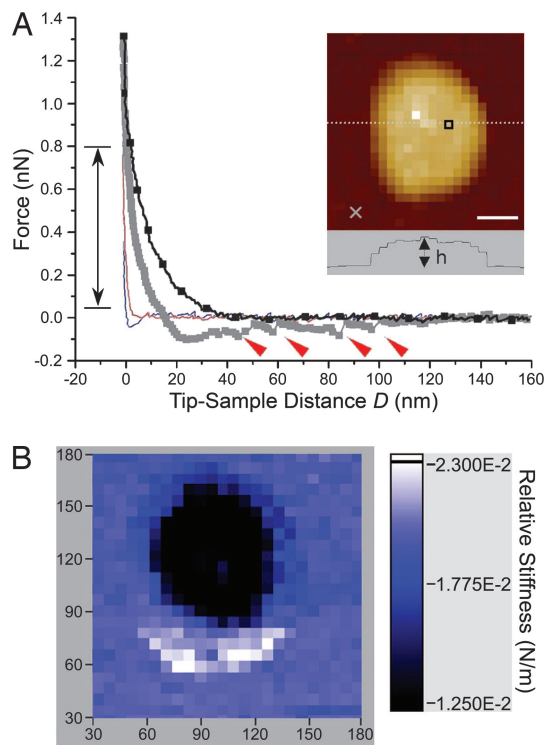 A
1.4
1.2
1.0
0.8
0.6
0.4
0.2
0.0
-0.2
Force (nN)
h
-20 0 20 40 60 80 100 120 140 160
Tip-Sample Distance D (nm)
B
180
150
120
90
60
30
30 60 90 120 150 180
−2.300E-2
−1.775E-2
−1.250E-2
Relative Stiffness (N/m)